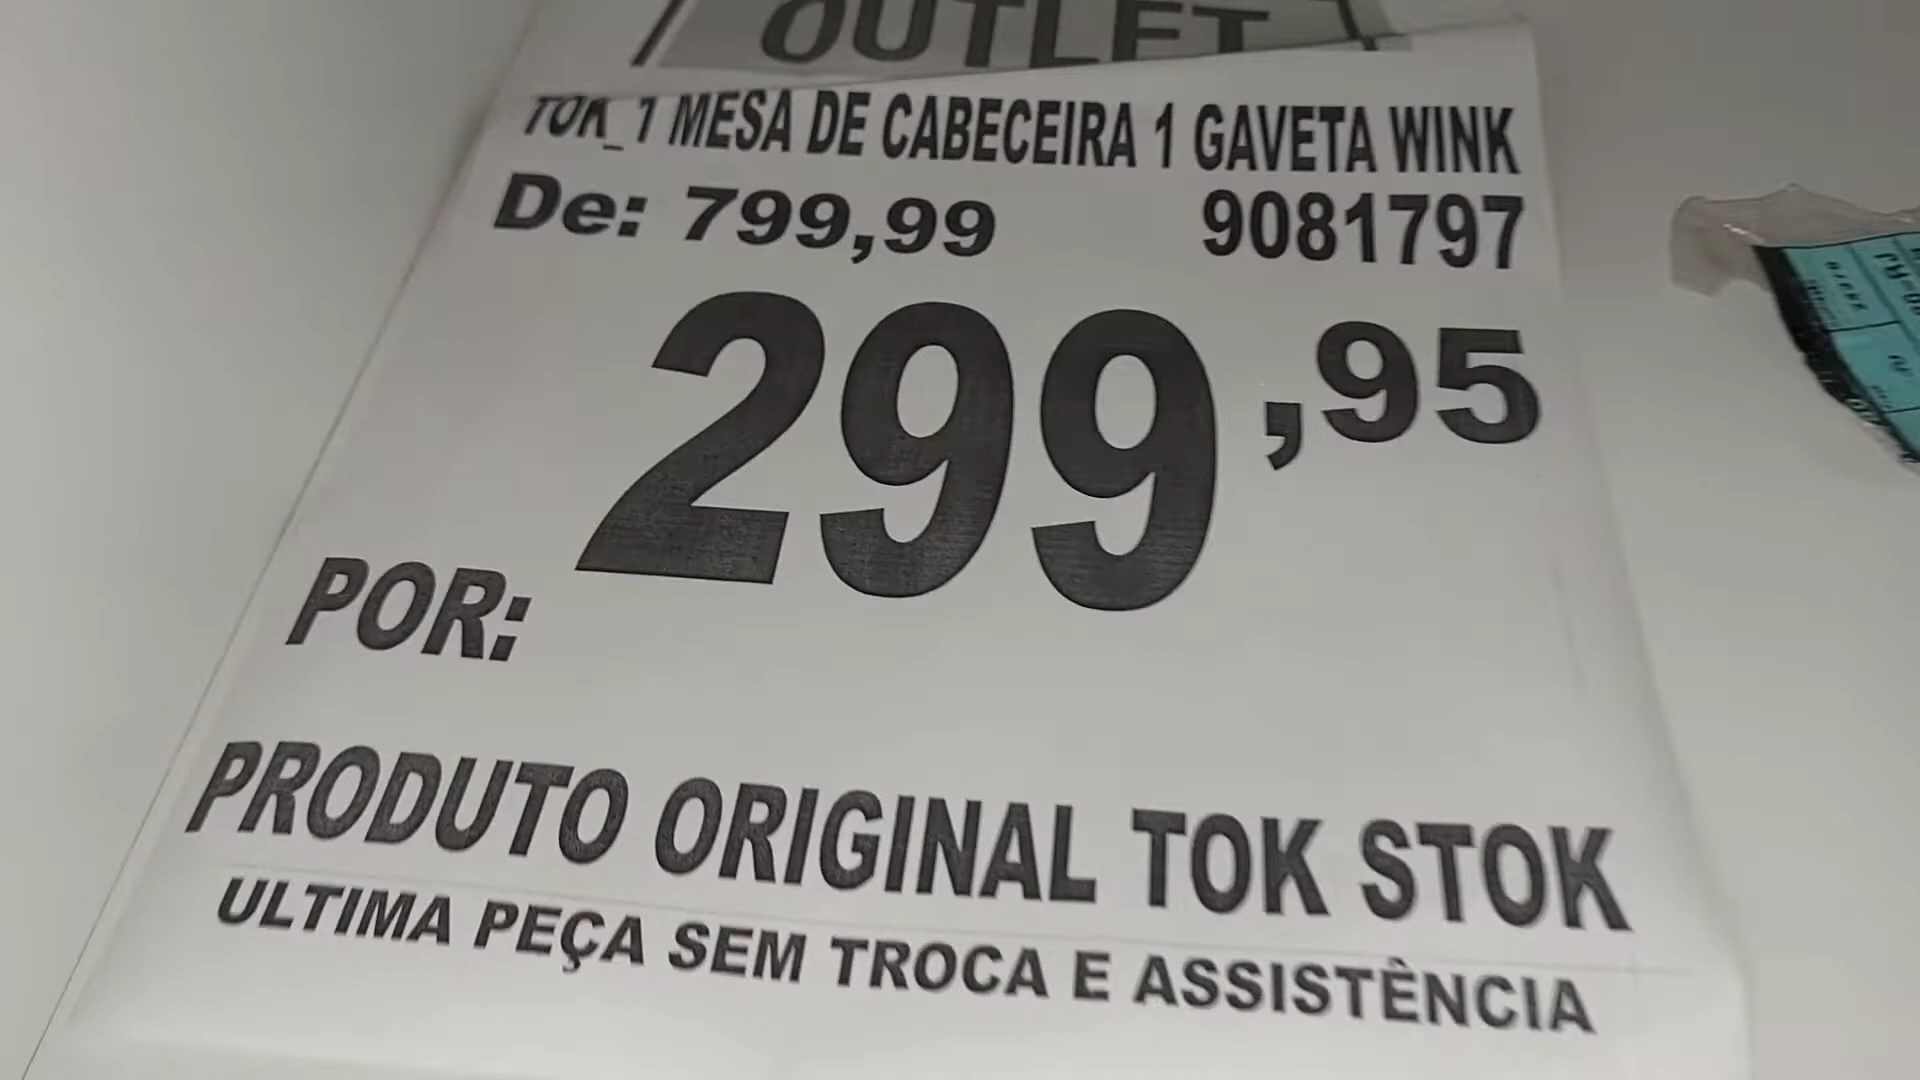 OUTLET
TOK_1 MESA DE CABECEIRA 1 GAVETA WINK
De: 799,99 9081797
POR: 299,95
PRODUTO ORIGINAL TOK STOK
ULTIMA PEÇA SEM TROCA E ASSISTÊNCIA